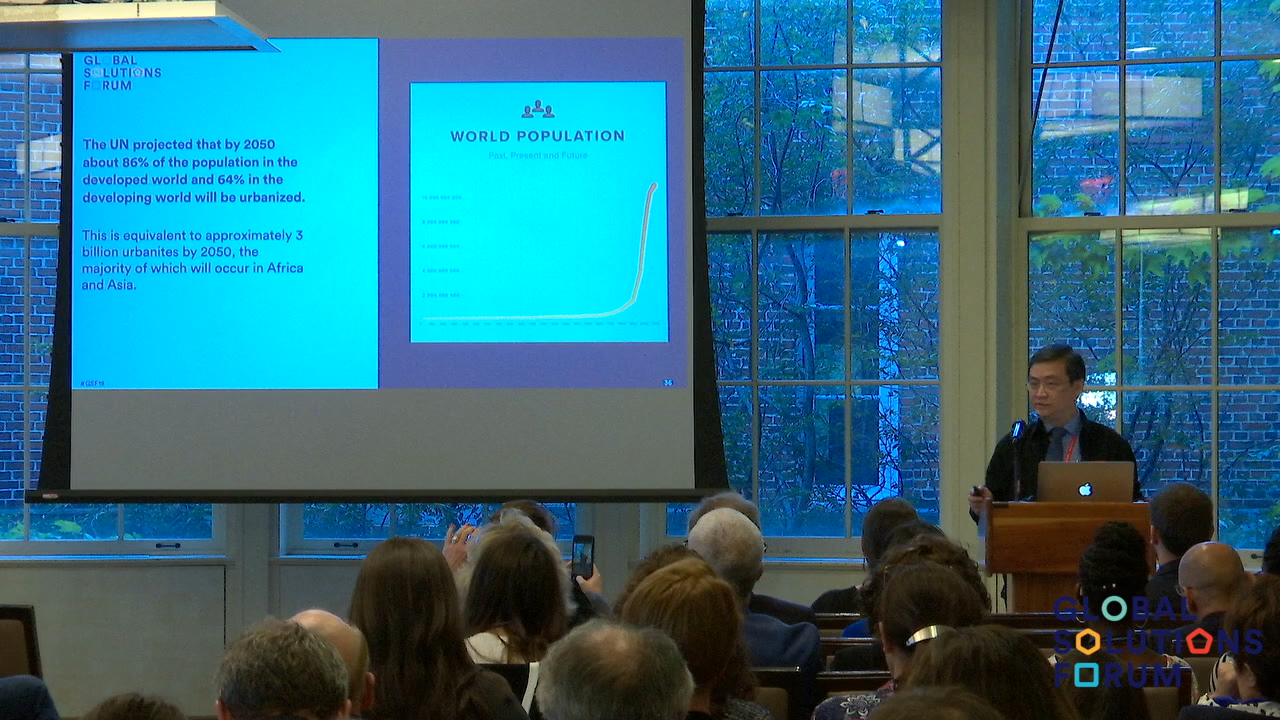 GLOBAL
SOLUTIONS
FORUM
The UN projected that by 2050
about 86% of the population in the
developed world and 64% in the
developing world will be urbanized.
This is equivalent to approximately 3
billion urbanites by 2050, the
majority of which will occur in Africa
and Asia.
#GSF19
36
WORLD POPULATION
Past, Present and Future
GLOBAL
SOLUTIONS
FORUM